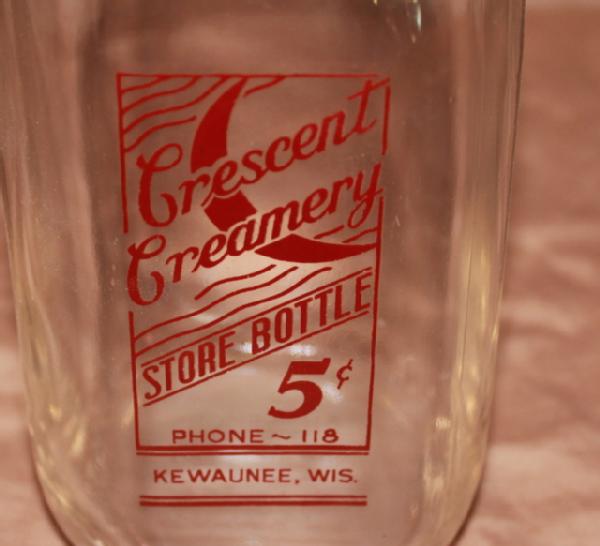 Crescent
Creamery
STORE BOTTLE
5¢
PHONE ~ 118
KEWAUNEE, WIS.